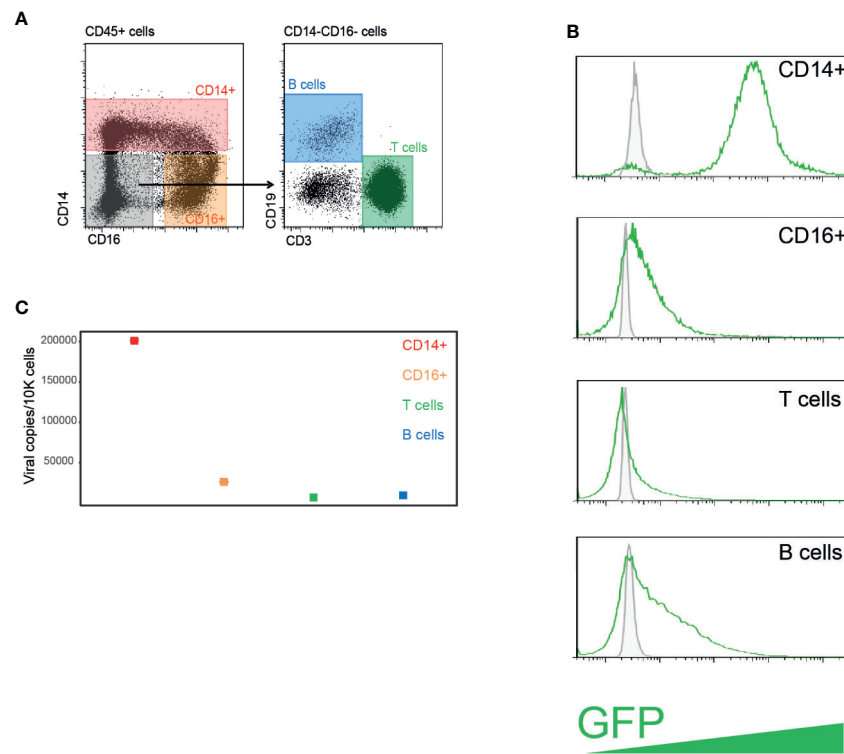 A
CD45+ cells
CD14-CD16- cells
CD14+
CD16+
CD14
CD16
B cells
T cells
CD19
CD3
B
CD14+
CD16+
T cells
B cells
GFP
C
Viral copies/10K cells
200000
150000
100000
50000
CD14+
CD16+
T cells
B cells